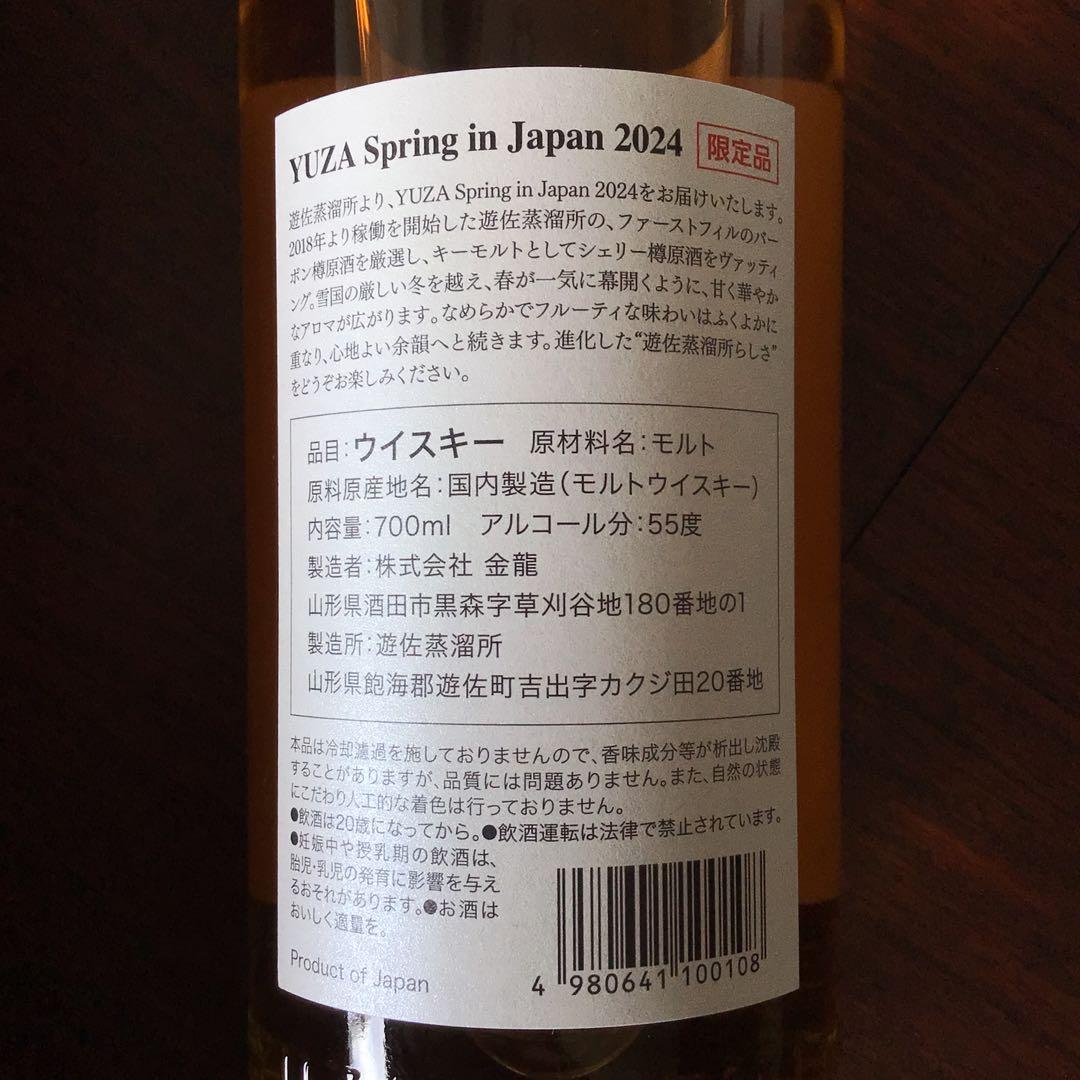 YUZA Spring in Japan 2024 限定品
遊佐蒸溜所より、YUZA Spring in Japan 2024をお届けいたします。
2018年より稼働を開始した遊佐蒸溜所の、ファーストフィルのバー
ボン樽原酒を厳選し、キーモルトとしてシェリー樽原酒をヴァッティ
ング。雪国の厳しい冬を越え、春が一気に幕開くように、甘く華やか
なアロマが広がります。なめらかでフルーティな味わいはふくよかに
重なり、心地よい余韻へと続きます。進化した“遊佐蒸溜所らしさ”
をどうぞお楽しみください。
品目：ウイスキー 原材料名：モルト
原料原産地名：国内製造（モルトウイスキー）
内容量：700ml アルコール分：55度
製造者：株式会社 金龍
山形県酒田市黒森字草刈谷地180番地の1
製造所：遊佐蒸溜所
山形県飽海郡遊佐町吉出字カクジ田20番地
本品は冷却濾過を施しておりませんので、香味成分等が析出し沈殿
することがありますが、品質には問題ありません。また、自然の状態
にこだわり人工的な着色は行っておりません。
●飲酒は20歳になってから。●飲酒運転は法律で禁止されています。
●妊娠中や授乳期の飲酒は、
胎児・乳児の発育に影響を与え
るおそれがあります。●お酒は
おいしく適量を。
Product of Japan
4 980641 100108